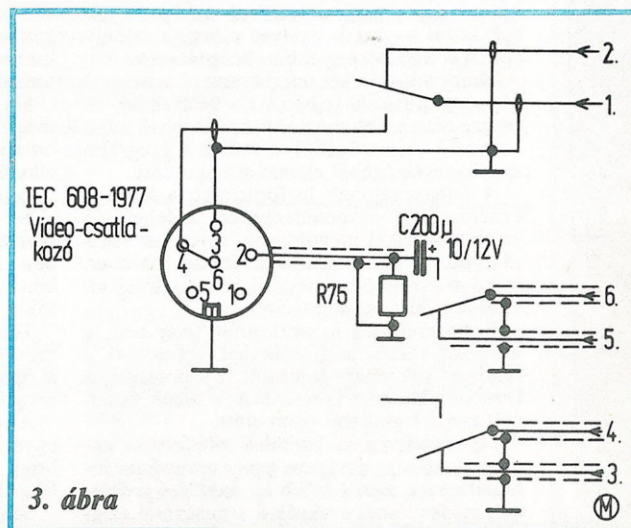 2.
1.
IEC 608-1977
Video-csatla-
kozó
3
4
2
6
5
1
C200µ
+ 10/12V
R75
6.
5.
4.
3.
3. ábra
M